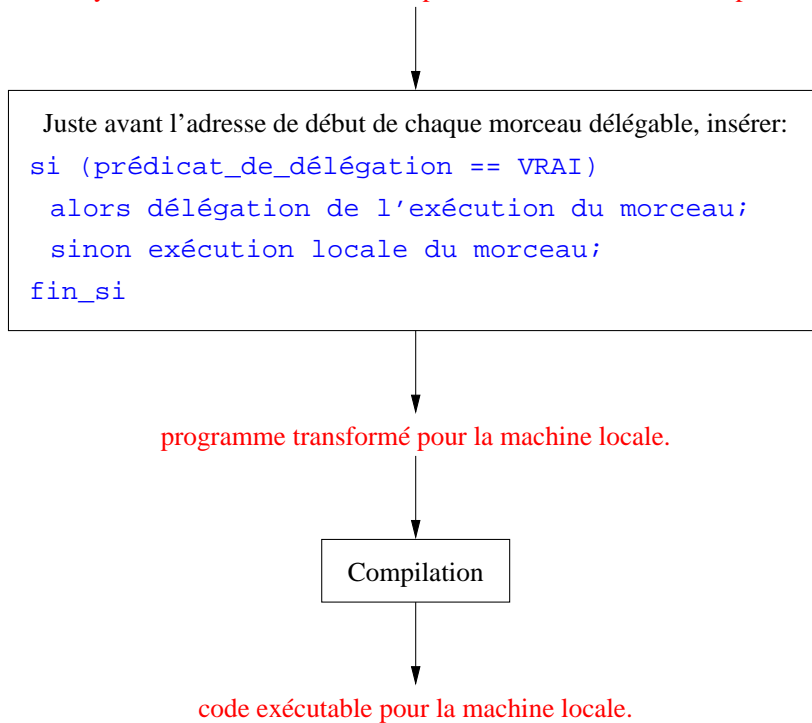 Juste avant l’adresse de début de chaque morceau délégable, insérer:
si (prédicat_de_délégation == VRAI)
alors délégation de l’exécution du morceau;
sinon exécution locale du morceau;
fin_si
programme transformé pour la machine locale.
Compilation
code exécutable pour la machine locale.